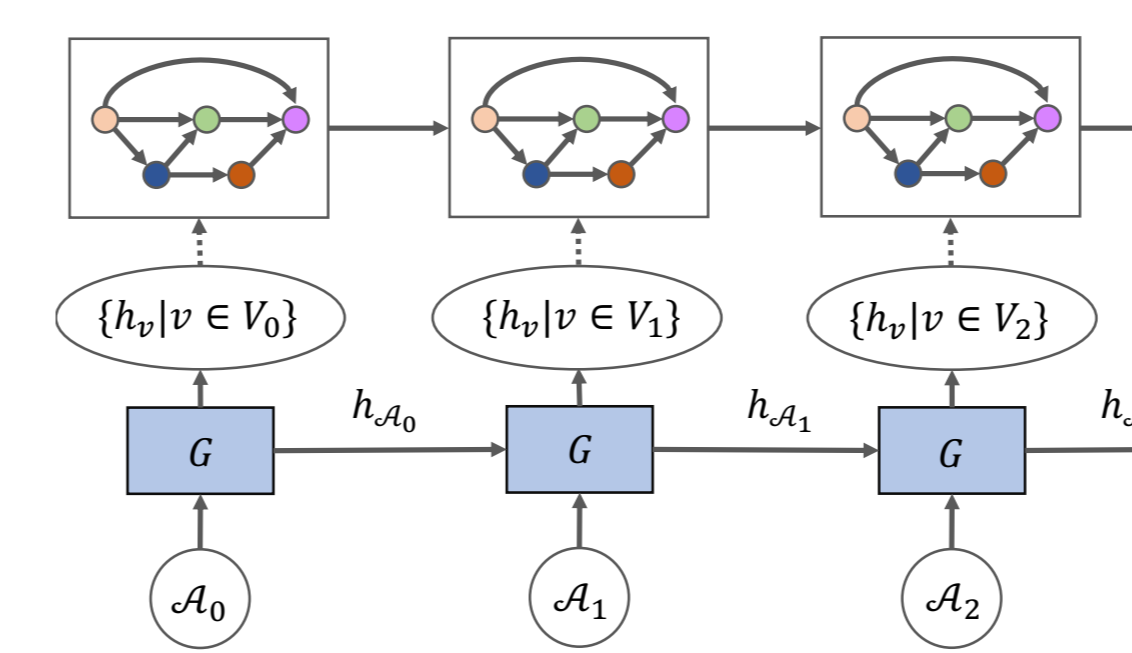 {h_v|v ∈ V_0} {h_v|v ∈ V_1} {h_v|v ∈ V_2}
h_{𝒜_0} h_{𝒜_1}
G G G
𝒜_0 𝒜_1 𝒜_2